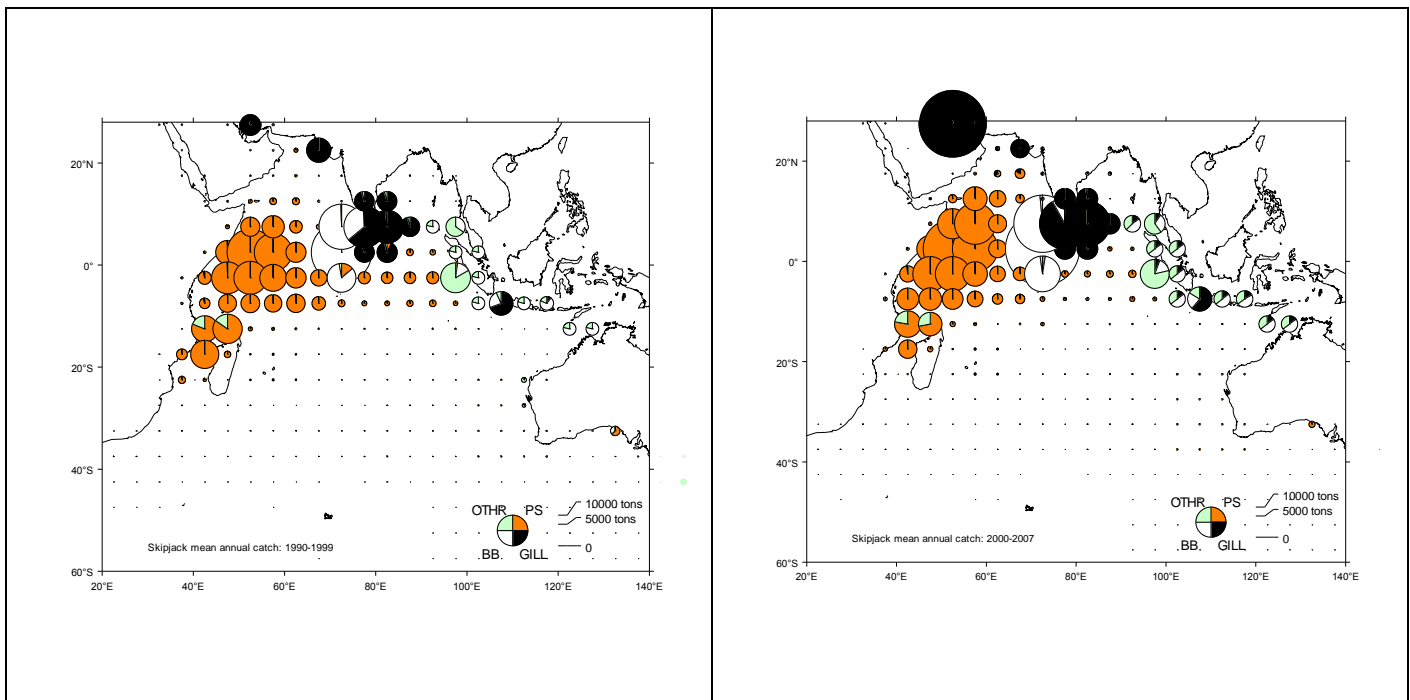 20°N
0°
20°S
40°S
60°S
20°E 40°E 60°E 80°E 100°E 120°E 140°E
OTHR PS
BB. GILL
10000 tons
5000 tons
0
Skipjack mean annual catch: 1990-1999
20°N
0°
20°S
40°S
60°S
20°E 40°E 60°E 80°E 100°E 120°E 140°E
OTHR PS
BB. GILL
10000 tons
5000 tons
0
Skipjack mean annual catch: 2000-2007